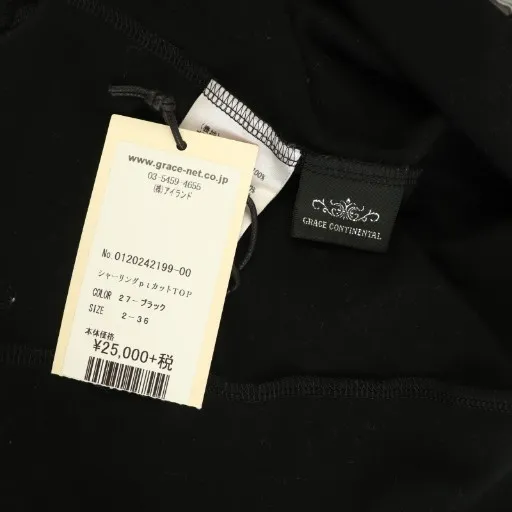 www.grace-net.co.jp
03-5459-4655
(株)アイランド
No 0120242199-00
シャーリングptカットTOP
COLOR 27-ブラック
SIZE 2-36
本体価格
¥25,000+税
100%
GRACE CONTINENTAL